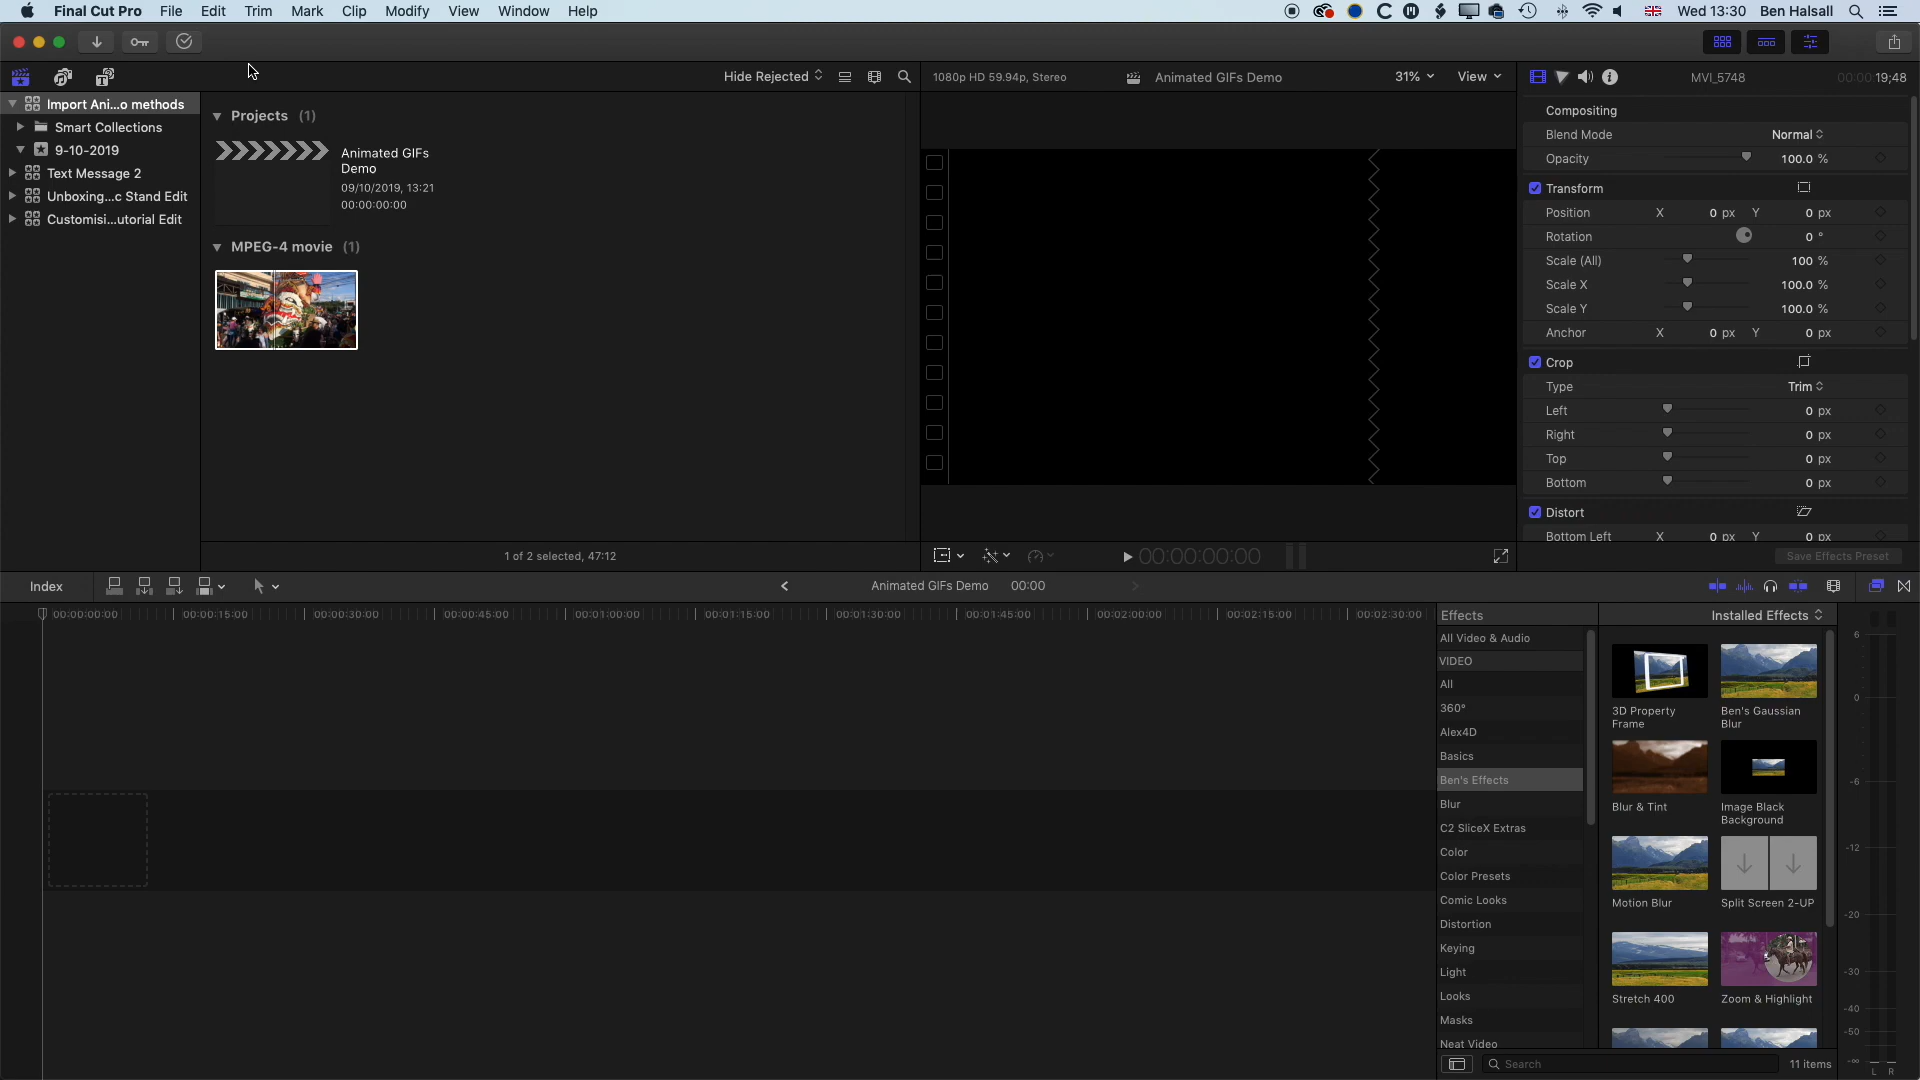 Final Cut Pro File Edit Trim Mark Clip Modify View Window Help Wed 13:30 Ben Halsall
Hide Rejected
1080p HD 59.94p, Stereo Animated GIFs Demo 31% View
MVI_5748 00:00:19;48
Import Ani...o methods
Smart Collections
9-10-2019
Text Message 2
Unboxing...c Stand Edit
Customisi...utorial Edit
Projects (1)
Animated GIFs
Demo
09/10/2019, 13:21
00:00:00:00
MPEG-4 movie (1)
1 of 2 selected, 47:12
00:00:00:00
Compositing
Blend Mode Normal
Opacity 100.0 %
Transform
Position X 0 px Y 0 px
Rotation 0 °
Scale (All) 100 %
Scale X 100.0 %
Scale Y 100.0 %
Anchor X 0 px Y 0 px
Crop
Type Trim
Left 0 px
Right 0 px
Top 0 px
Bottom 0 px
Distort
Bottom Left X 0 px Y 0 px
Save Effects Preset
Index Animated GIFs Demo 00:00
00:00:00:00 00:00:15:00 00:00:30:00 00:00:45:00 00:01:00:00 00:01:15:00 00:01:30:00 00:01:45:00 00:02:00:00 00:02:15:00 00:02:30:00
Effects Installed Effects
All Video & Audio
VIDEO
All
360°
Alex4D
Basics
Ben's Effects
Blur
C2 SliceX Extras
Color
Color Presets
Comic Looks
Distortion
Keying
Light
Looks
Masks
Neat Video
3D Property
Frame
Ben's Gaussian
Blur
Blur & Tint
Image Black
Background
Motion Blur
Split Screen 2-UP
Stretch 400
Zoom & Highlight
Search 11 items
6
0
-6
-12
-20
-30
-40
-50
-∞
L R